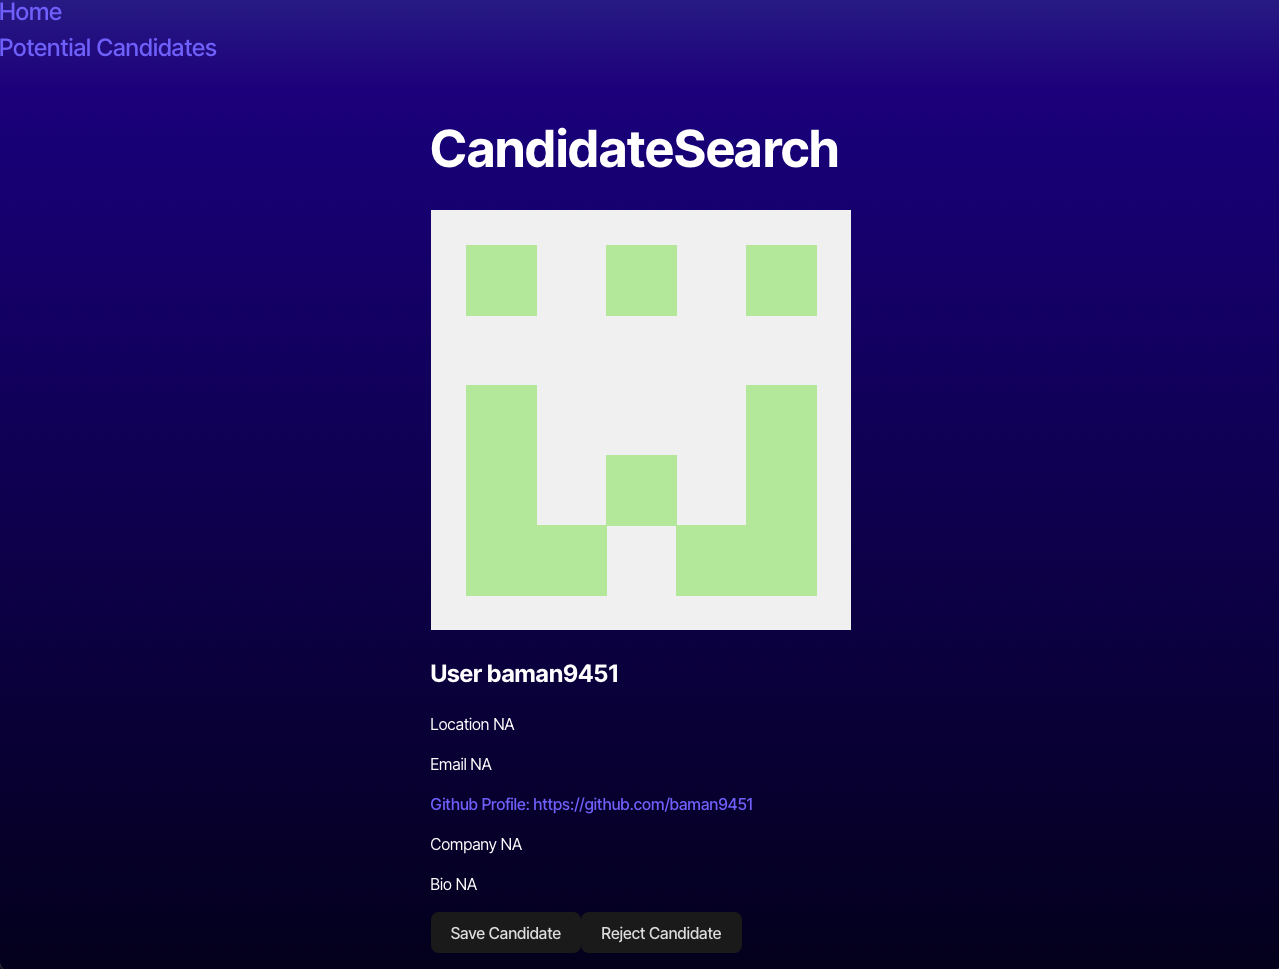 Home
Potential Candidates
CandidateSearch
User baman9451
Location NA
Email NA
Github Profile: https://github.com/baman9451
Company NA
Bio NA
Save Candidate Reject Candidate